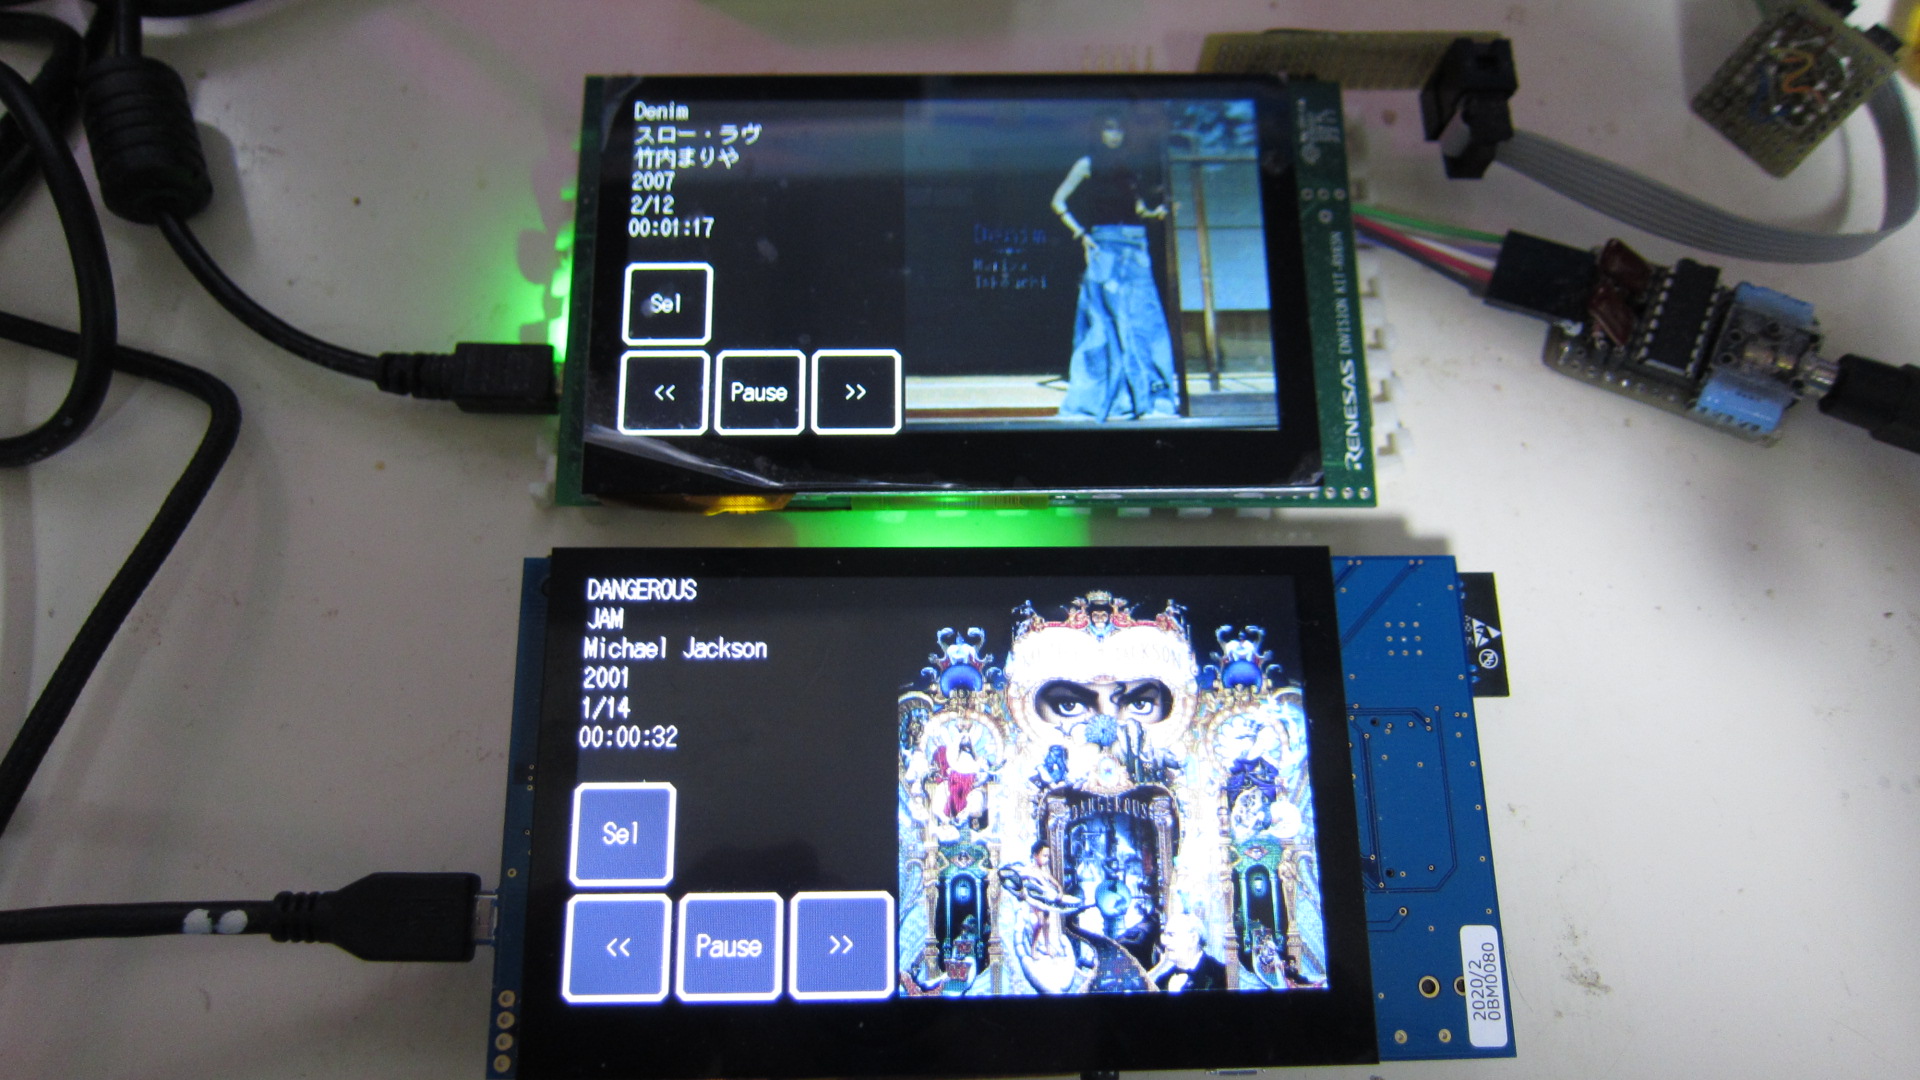 Denim
スロー・ラヴ
竹内まりや
2007
2/12
00:01:17
Sel
<<
Pause
>>
Denim
Mariya
Takeuchi
RENESAS ENVISION KIT-RX65N
DANGEROUS
JAM
Michael Jackson
2001
1/14
00:00:32
Sel
<<
Pause
>>
DANGEROUS
2020/2
0BM0080